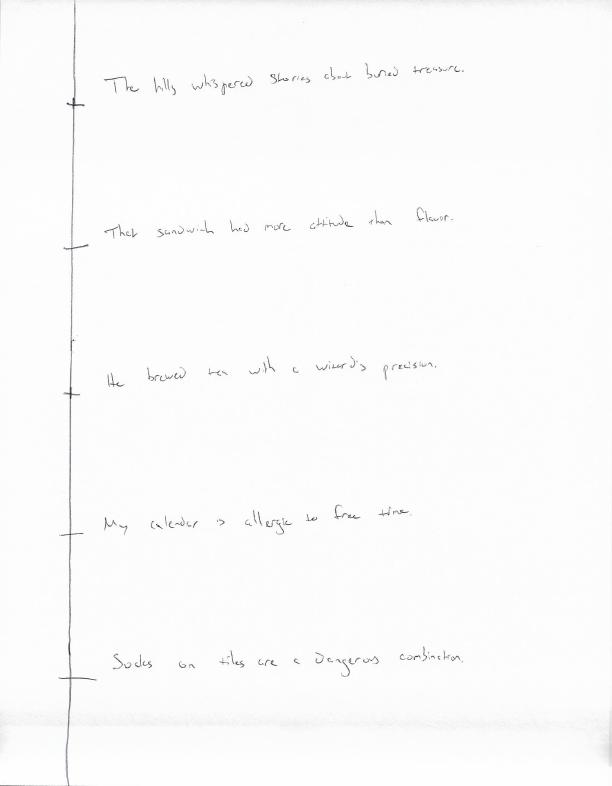 The hills whispered stories about buried treasure.
That sandwich had more attitude than flavor.
He brewed tea with a wizard's precision.
My calendar is allergic to free time.
Socks on tiles are a dangerous combination.